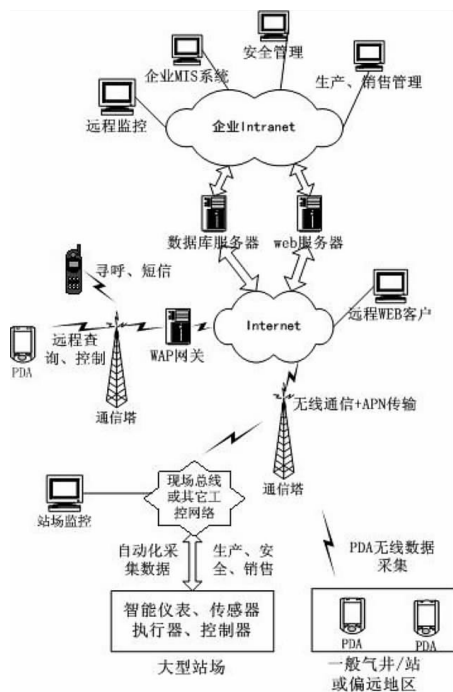 安全管理
企业MIS系统
生产、销售管理
远程监控
企业Intranet
数据库服务器
web服务器
寻呼、短信
Internet
远程WEB客户
远程查
询、控制
WAP网关
PDA
通信塔
无线通信+APN传输
通信塔
现场总线
或其它工
控网络
站场监控
自动化采
集数据
生产、安
全、销售
PDA无线数据
采集
智能仪表、传感器
执行器、控制器
PDA
PDA
大型站场
一般气井/站
或偏远地区